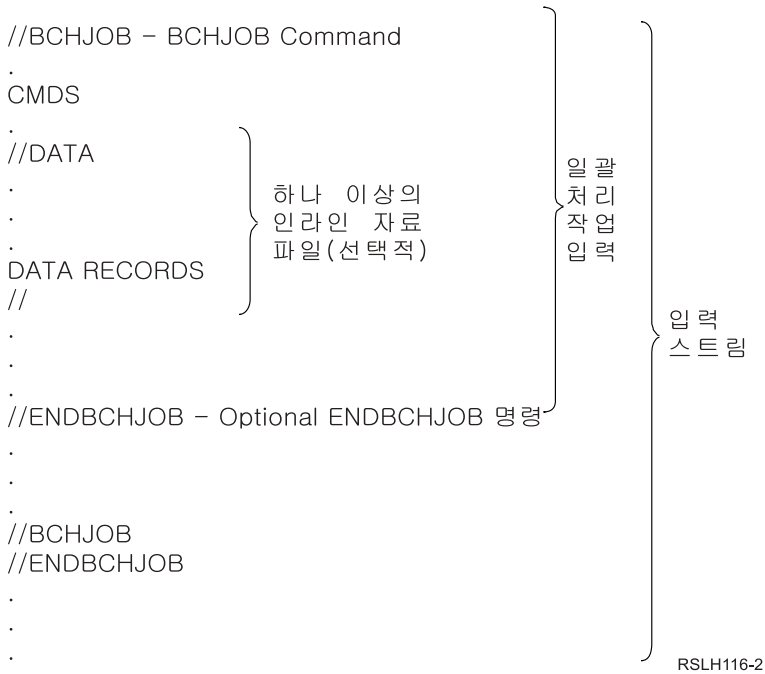 //BCHJOB – BCHJOB Command
.
CMDS
.
//DATA
.
.
.
DATA RECORDS
//
.
.
.
//ENDBCHJOB – Optional ENDBCHJOB 명령
.
.
.
//BCHJOB
//ENDBCHJOB
.
.
.
하나 이상의
인라인 자료
파일(선택적)
일괄
처리
작업
입력
입력
스트림
RSLH116-2